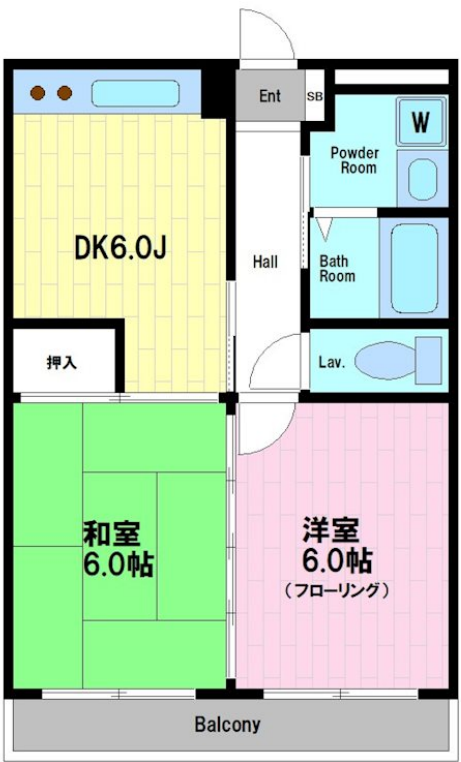 Ent
SB
W
Powder
Room
DK6.0J
Hall
Bath
Room
押入
Lav.
和室
6.0帖
洋室
6.0帖
(フローリング)
Balcony